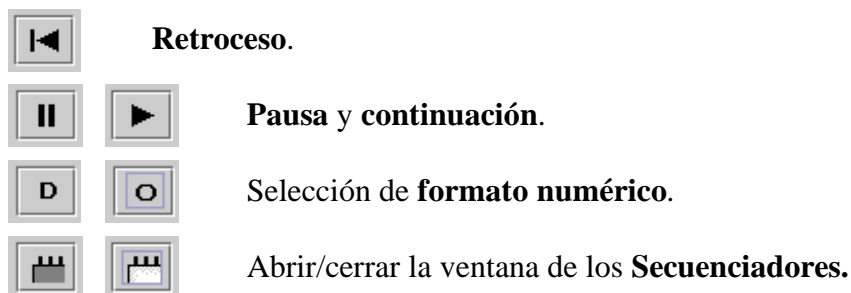 Retroceso.
Pausa y continuación.
D O Selección de formato numérico.
Abrir/cerrar la ventana de los Secuenciadores.